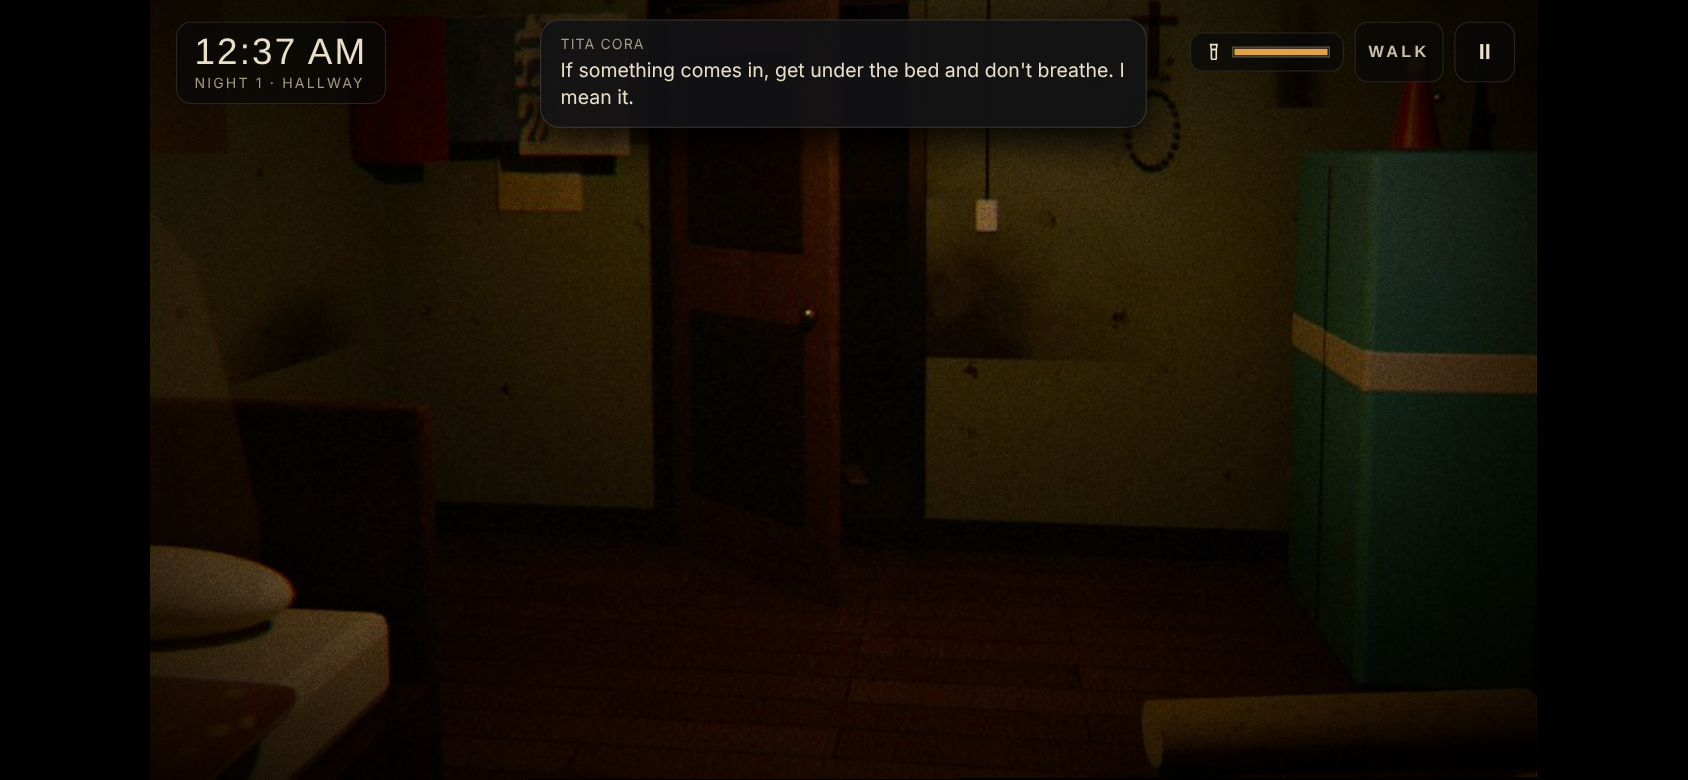 12:37 AM
NIGHT 1 · HALLWAY
TITA CORA
If something comes in, get under the bed and don't breathe. I
mean it.
WALK